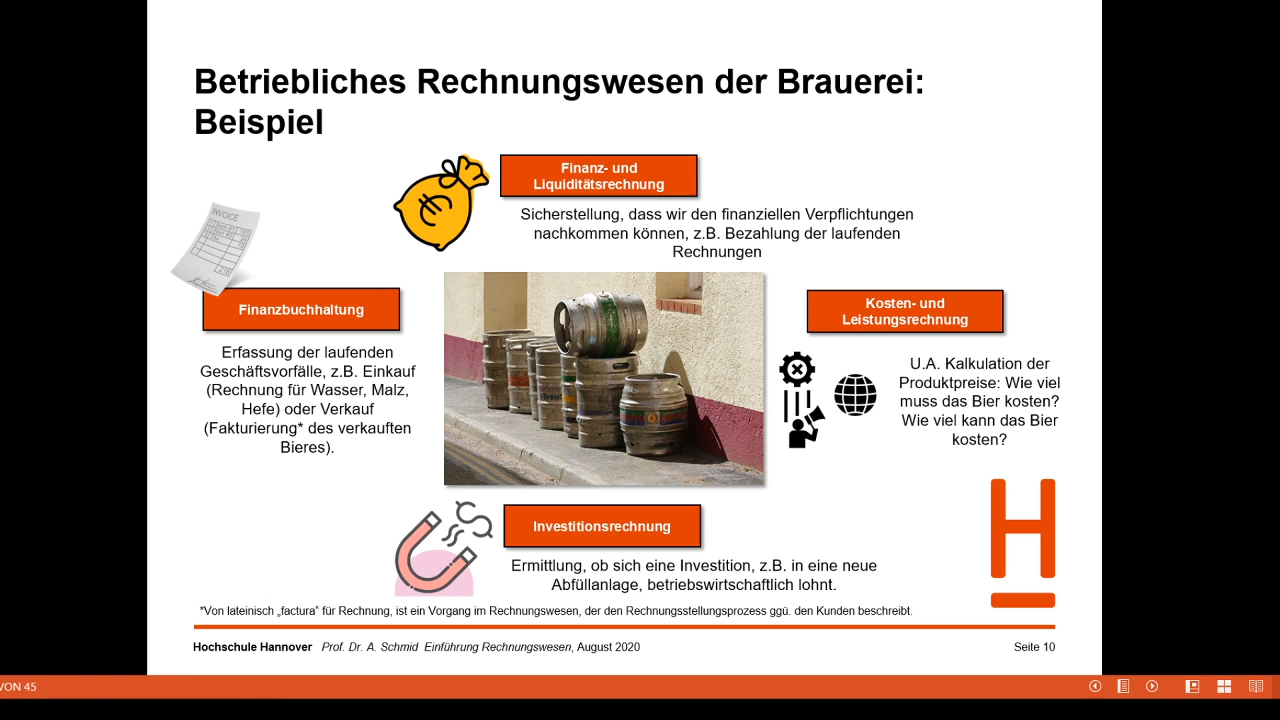 Betriebliches Rechnungswesen der Brauerei:
Beispiel
Finanz- und
Liquiditätsrechnung
Sicherstellung, dass wir den finanziellen Verpflichtungen
nachkommen können, z.B. Bezahlung der laufenden
Rechnungen
INVOICE
Finanzbuchhaltung
Erfassung der laufenden
Geschäftsvorfälle, z.B. Einkauf
(Rechnung für Wasser, Malz,
Hefe) oder Verkauf
(Fakturierung* des verkauften
Bieres).
Kosten- und
Leistungsrechnung
U.A. Kalkulation der
Produktpreise: Wie viel
muss das Bier kosten?
Wie viel kann das Bier
kosten?
Investitionsrechnung
Ermittlung, ob sich eine Investition, z.B. in eine neue
Abfüllanlage, betriebswirtschaftlich lohnt.
H
*Von lateinisch „factura“ für Rechnung, ist ein Vorgang im Rechnungswesen, der den Rechnungsstellungsprozess ggü. den Kunden beschreibt.
Hochschule Hannover Prof. Dr. A. Schmid Einführung Rechnungswesen, August 2020
Seite 10
VON 45